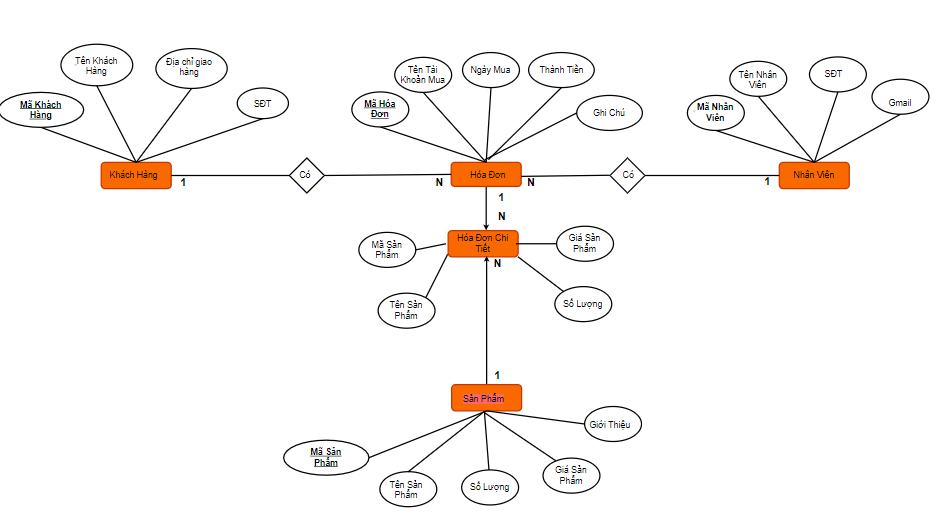 Tên Khách
Hàng
Địa chỉ giao
hàng
Mã Khách
Hàng
SĐT
Tên Tài
Khoản Mua
Ngày Mua
Thành Tiền
Mã Hóa
Đơn
Ghi Chú
Tên Nhân
Viên
SĐT
Gmail
Mã Nhân
Viên
Khách Hàng
1
Có
N
Hóa Đơn
N
Có
1
Nhân Viên
1
N
Mã Sản
Phẩm
Hóa Đơn Chi
Tiết
Giá Sản
Phẩm
N
Tên Sản
Phẩm
Số Lượng
1
Sản Phẩm
Giới Thiệu
Mã Sản
Phẩm
Tên Sản
Phẩm
Số Lượng
Giá Sản
Phẩm